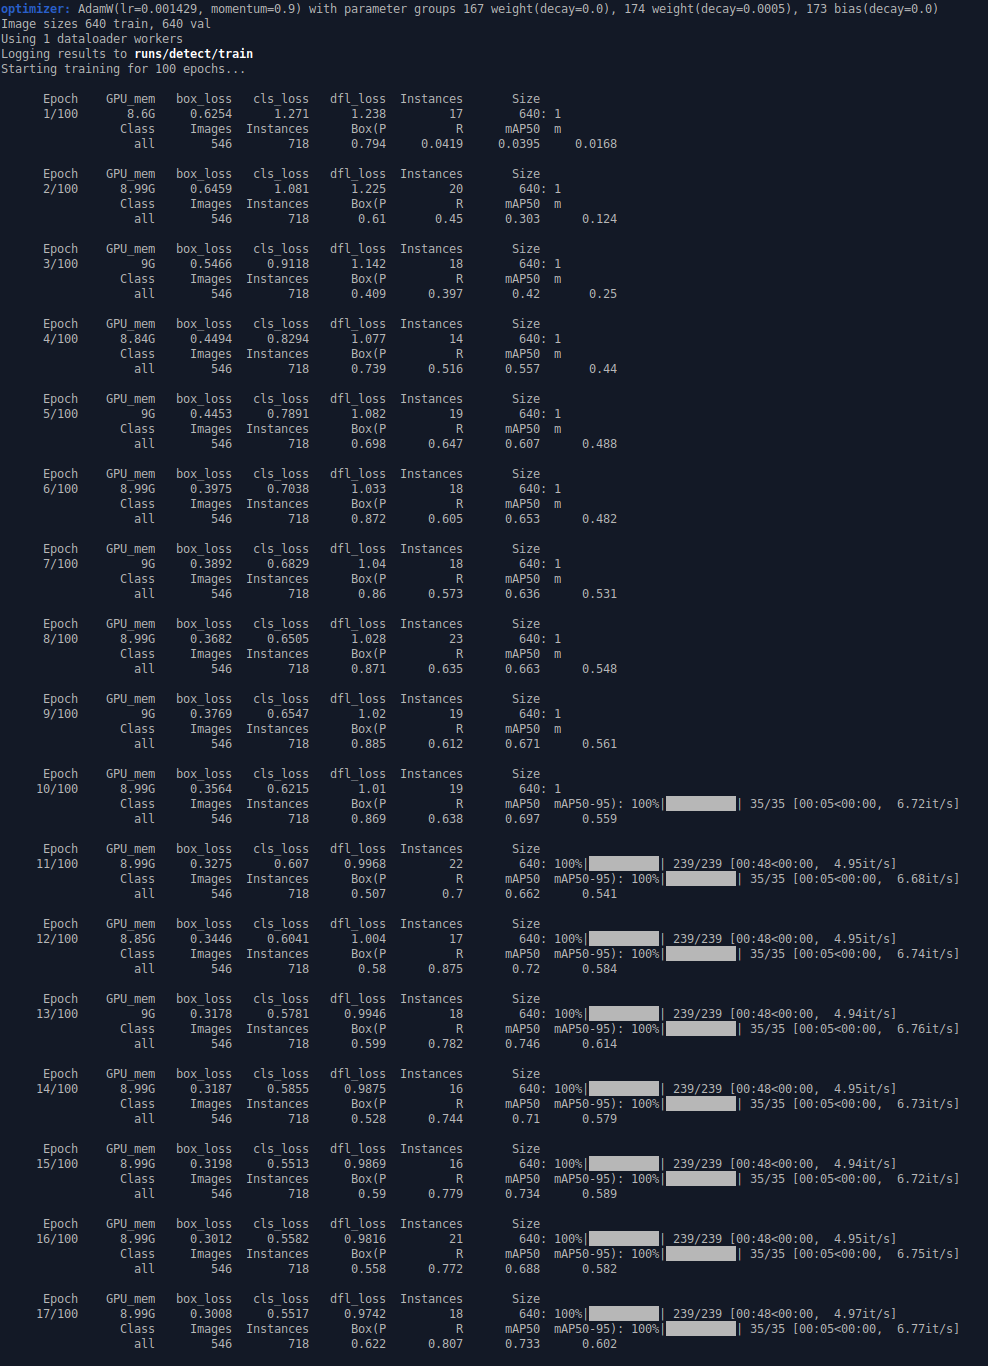 optimizer: AdamW(lr=0.001429, momentum=0.9) with parameter groups 167 weight(decay=0.0), 174 weight(decay=0.0005), 173 bias(decay=0.0)
Image sizes 640 train, 640 val
Using 1 dataloader workers
Logging results to runs/detect/train
Starting training for 100 epochs...
Epoch GPU_mem box_loss cls_loss dfl_loss Instances Size
1/100 8.6G 0.6254 1.271 1.238 17 640: 1
Class Images Instances Box(P R mAP50 m
all 546 718 0.794 0.0419 0.0395 0.0168
Epoch GPU_mem box_loss cls_loss dfl_loss Instances Size
2/100 8.99G 0.6459 1.081 1.225 20 640: 1
Class Images Instances Box(P R mAP50 m
all 546 718 0.61 0.45 0.303 0.124
Epoch GPU_mem box_loss cls_loss dfl_loss Instances Size
3/100 9G 0.5466 0.9118 1.142 18 640: 1
Class Images Instances Box(P R mAP50 m
all 546 718 0.409 0.397 0.42 0.25
Epoch GPU_mem box_loss cls_loss dfl_loss Instances Size
4/100 8.84G 0.4494 0.8294 1.077 14 640: 1
Class Images Instances Box(P R mAP50 m
all 546 718 0.739 0.516 0.557 0.44
Epoch GPU_mem box_loss cls_loss dfl_loss Instances Size
5/100 9G 0.4453 0.7891 1.082 19 640: 1
Class Images Instances Box(P R mAP50 m
all 546 718 0.698 0.647 0.607 0.488
Epoch GPU_mem box_loss cls_loss dfl_loss Instances Size
6/100 8.99G 0.3975 0.7038 1.033 18 640: 1
Class Images Instances Box(P R mAP50 m
all 546 718 0.872 0.605 0.653 0.482
Epoch GPU_mem box_loss cls_loss dfl_loss Instances Size
7/100 9G 0.3892 0.6829 1.04 18 640: 1
Class Images Instances Box(P R mAP50 m
all 546 718 0.86 0.573 0.636 0.531
Epoch GPU_mem box_loss cls_loss dfl_loss Instances Size
8/100 8.99G 0.3682 0.6505 1.028 23 640: 1
Class Images Instances Box(P R mAP50 m
all 546 718 0.871 0.635 0.663 0.548
Epoch GPU_mem box_loss cls_loss dfl_loss Instances Size
9/100 9G 0.3769 0.6547 1.02 19 640: 1
Class Images Instances Box(P R mAP50 m
all 546 718 0.885 0.612 0.671 0.561
Epoch GPU_mem box_loss cls_loss dfl_loss Instances Size
10/100 8.99G 0.3564 0.6215 1.01 19 640: 1
Class Images Instances Box(P R mAP50 mAP50-95): 100%|██████████| 35/35 [00:05<00:00, 6.72it/s]
all 546 718 0.869 0.638 0.697 0.559
Epoch GPU_mem box_loss cls_loss dfl_loss Instances Size
11/100 8.99G 0.3275 0.607 0.9968 22 640: 100%|██████████| 239/239 [00:48<00:00, 4.95it/s]
Class Images Instances Box(P R mAP50 mAP50-95): 100%|██████████| 35/35 [00:05<00:00, 6.68it/s]
all 546 718 0.507 0.7 0.662 0.541
Epoch GPU_mem box_loss cls_loss dfl_loss Instances Size
12/100 8.85G 0.3446 0.6041 1.004 17 640: 100%|██████████| 239/239 [00:48<00:00, 4.95it/s]
Class Images Instances Box(P R mAP50 mAP50-95): 100%|██████████| 35/35 [00:05<00:00, 6.74it/s]
all 546 718 0.58 0.875 0.72 0.584
Epoch GPU_mem box_loss cls_loss dfl_loss Instances Size
13/100 9G 0.3178 0.5781 0.9946 18 640: 100%|██████████| 239/239 [00:48<00:00, 4.94it/s]
Class Images Instances Box(P R mAP50 mAP50-95): 100%|██████████| 35/35 [00:05<00:00, 6.76it/s]
all 546 718 0.599 0.782 0.746 0.614
Epoch GPU_mem box_loss cls_loss dfl_loss Instances Size
14/100 8.99G 0.3187 0.5855 0.9875 16 640: 100%|██████████| 239/239 [00:48<00:00, 4.95it/s]
Class Images Instances Box(P R mAP50 mAP50-95): 100%|██████████| 35/35 [00:05<00:00, 6.73it/s]
all 546 718 0.528 0.744 0.71 0.579
Epoch GPU_mem box_loss cls_loss dfl_loss Instances Size
15/100 8.99G 0.3198 0.5513 0.9869 16 640: 100%|██████████| 239/239 [00:48<00:00, 4.94it/s]
Class Images Instances Box(P R mAP50 mAP50-95): 100%|██████████| 35/35 [00:05<00:00, 6.72it/s]
all 546 718 0.59 0.779 0.734 0.589
Epoch GPU_mem box_loss cls_loss dfl_loss Instances Size
16/100 8.99G 0.3012 0.5582 0.9816 21 640: 100%|██████████| 239/239 [00:48<00:00, 4.95it/s]
Class Images Instances Box(P R mAP50 mAP50-95): 100%|██████████| 35/35 [00:05<00:00, 6.75it/s]
all 546 718 0.558 0.772 0.688 0.582
Epoch GPU_mem box_loss cls_loss dfl_loss Instances Size
17/100 8.99G 0.3008 0.5517 0.9742 18 640: 100%|██████████| 239/239 [00:48<00:00, 4.97it/s]
Class Images Instances Box(P R mAP50 mAP50-95): 100%|██████████| 35/35 [00:05<00:00, 6.77it/s]
all 546 718 0.622 0.807 0.733 0.602